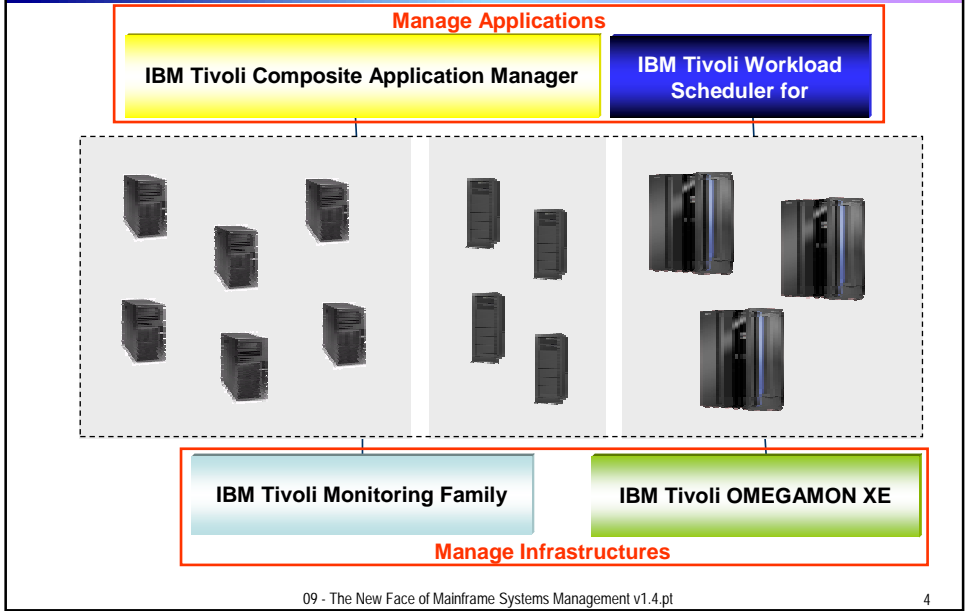 Manage Applications
IBM Tivoli Composite Application Manager
IBM Tivoli Workload
Scheduler for
IBM Tivoli Monitoring Family
IBM Tivoli OMEGAMON XE
Manage Infrastructures
09 - The New Face of Mainframe Systems Management v1.4.pt
4